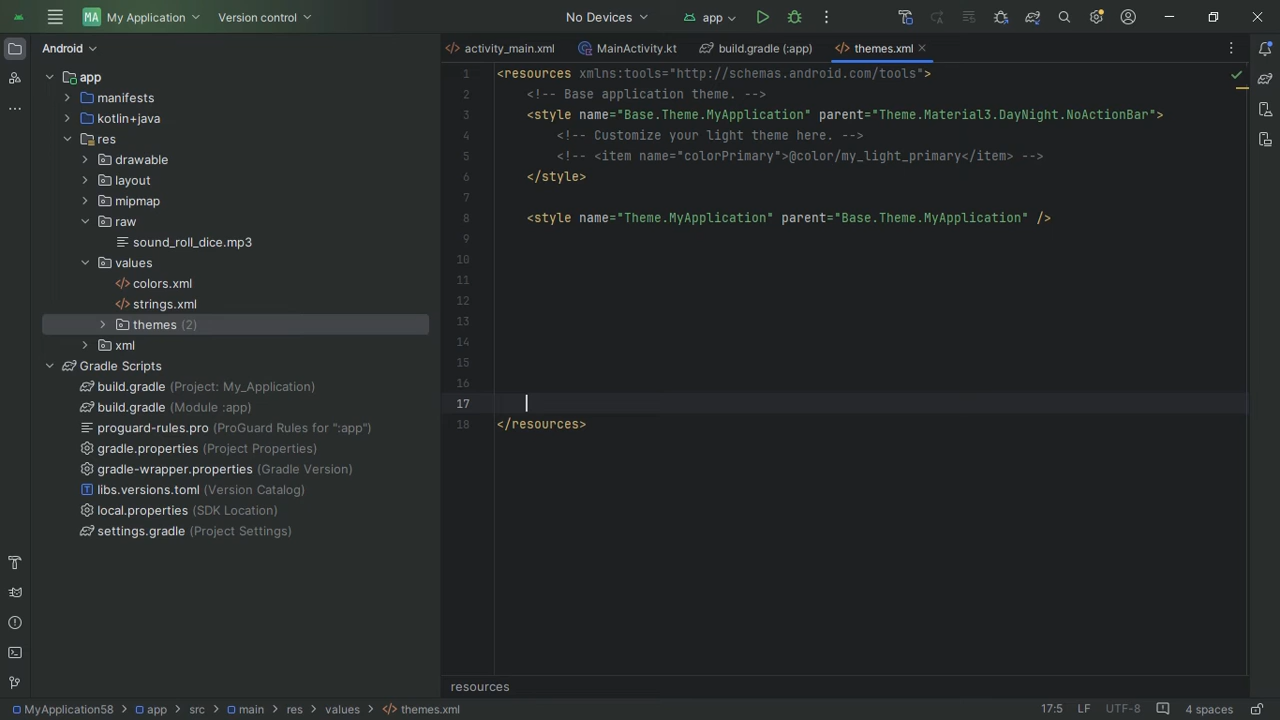 MA My Application Version control No Devices app
Android
activity_main.xml MainActivity.kt build.gradle (:app) themes.xml
app
manifests
kotlin+java
res
drawable
layout
mipmap
raw
sound_roll_dice.mp3
values
colors.xml
strings.xml
themes (2)
xml
Gradle Scripts
build.gradle (Project: My_Application)
build.gradle (Module :app)
proguard-rules.pro (ProGuard Rules for ":app")
gradle.properties (Project Properties)
gradle-wrapper.properties (Gradle Version)
libs.versions.toml (Version Catalog)
local.properties (SDK Location)
settings.gradle (Project Settings)
1 <resources xmlns:tools="http://schemas.android.com/tools">
2 <!-- Base application theme. -->
3 <style name="Base.Theme.MyApplication" parent="Theme.Material3.DayNight.NoActionBar">
4 <!-- Customize your light theme here. -->
5 <!-- <item name="colorPrimary">@color/my_light_primary</item> -->
6 </style>
7
8 <style name="Theme.MyApplication" parent="Base.Theme.MyApplication" />
9
10
11
12
13
14
15
16
17
18 </resources>
resources
MyApplication58 app src main res values themes.xml 17:5 LF UTF-8 4 spaces